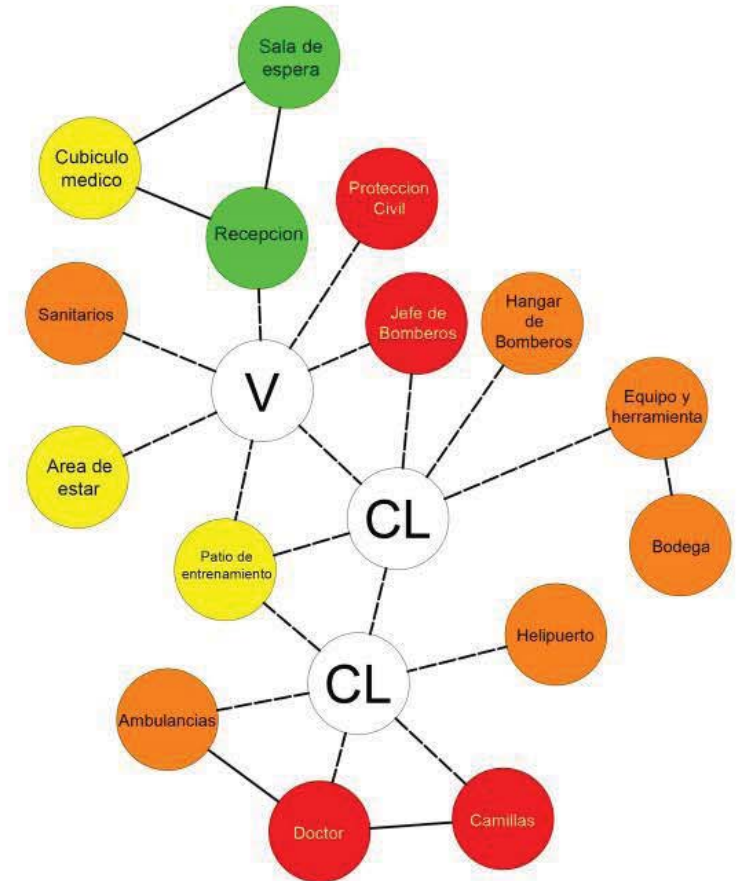 Sala de
espera
Cubiculo
medico
Proteccion
Civil
Recepcion
Sanitarios
Jefe de
Bomberos
Hangar
de
Bomberos
V
Equipo y
herramienta
Area de
estar
CL
Bodega
Patio de
entrenamiento
Helipuerto
CL
Ambulancias
Doctor
Camillas